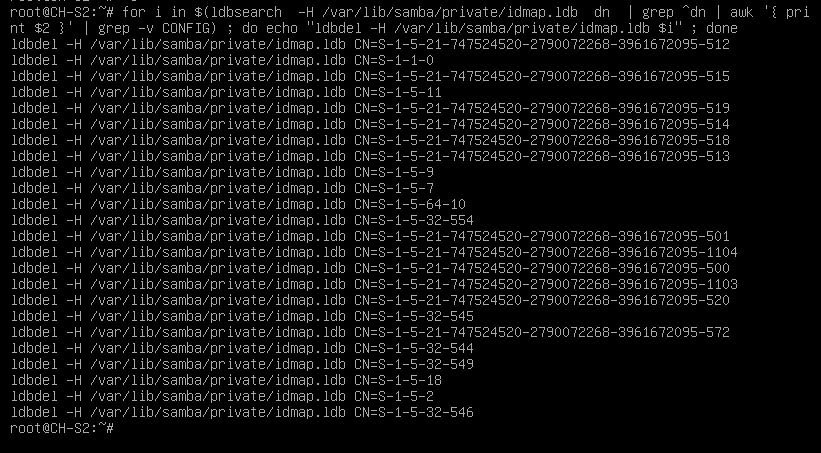 root@CH-S2:~# for i in $(ldbsearch  -H /var/lib/samba/private/idmap.ldb  dn  | grep ^dn | awk '{ pri
nt $2 }' | grep -v CONFIG) ; do echo "ldbdel -H /var/lib/samba/private/idmap.ldb $i" ; done
ldbdel -H /var/lib/samba/private/idmap.ldb CN=S-1-5-21-747524520-2790072268-3961672095-512
ldbdel -H /var/lib/samba/private/idmap.ldb CN=S-1-1-0
ldbdel -H /var/lib/samba/private/idmap.ldb CN=S-1-5-21-747524520-2790072268-3961672095-515
ldbdel -H /var/lib/samba/private/idmap.ldb CN=S-1-5-11
ldbdel -H /var/lib/samba/private/idmap.ldb CN=S-1-5-21-747524520-2790072268-3961672095-519
ldbdel -H /var/lib/samba/private/idmap.ldb CN=S-1-5-21-747524520-2790072268-3961672095-514
ldbdel -H /var/lib/samba/private/idmap.ldb CN=S-1-5-21-747524520-2790072268-3961672095-518
ldbdel -H /var/lib/samba/private/idmap.ldb CN=S-1-5-21-747524520-2790072268-3961672095-513
ldbdel -H /var/lib/samba/private/idmap.ldb CN=S-1-5-9
ldbdel -H /var/lib/samba/private/idmap.ldb CN=S-1-5-7
ldbdel -H /var/lib/samba/private/idmap.ldb CN=S-1-5-64-10
ldbdel -H /var/lib/samba/private/idmap.ldb CN=S-1-5-32-554
ldbdel -H /var/lib/samba/private/idmap.ldb CN=S-1-5-21-747524520-2790072268-3961672095-501
ldbdel -H /var/lib/samba/private/idmap.ldb CN=S-1-5-21-747524520-2790072268-3961672095-1104
ldbdel -H /var/lib/samba/private/idmap.ldb CN=S-1-5-21-747524520-2790072268-3961672095-500
ldbdel -H /var/lib/samba/private/idmap.ldb CN=S-1-5-21-747524520-2790072268-3961672095-1103
ldbdel -H /var/lib/samba/private/idmap.ldb CN=S-1-5-21-747524520-2790072268-3961672095-520
ldbdel -H /var/lib/samba/private/idmap.ldb CN=S-1-5-32-545
ldbdel -H /var/lib/samba/private/idmap.ldb CN=S-1-5-21-747524520-2790072268-3961672095-572
ldbdel -H /var/lib/samba/private/idmap.ldb CN=S-1-5-32-544
ldbdel -H /var/lib/samba/private/idmap.ldb CN=S-1-5-32-549
ldbdel -H /var/lib/samba/private/idmap.ldb CN=S-1-5-18
ldbdel -H /var/lib/samba/private/idmap.ldb CN=S-1-5-2
ldbdel -H /var/lib/samba/private/idmap.ldb CN=S-1-5-32-546
root@CH-S2:~#